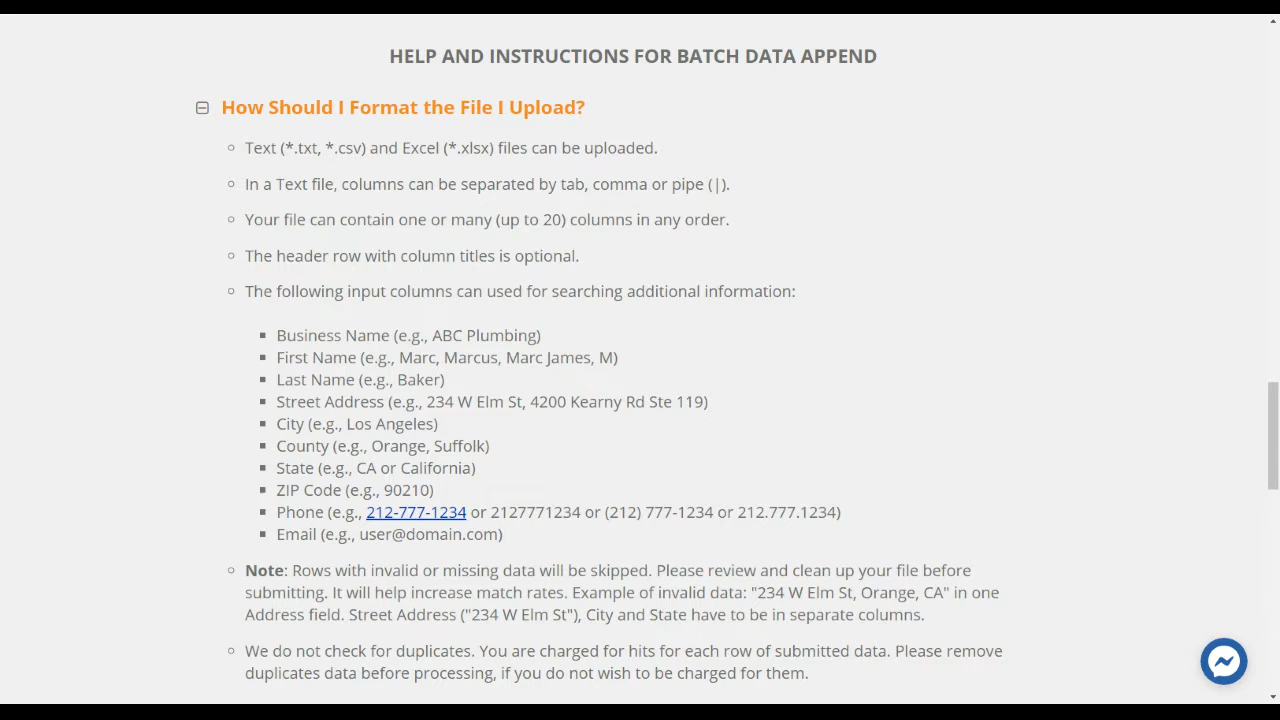 HELP AND INSTRUCTIONS FOR BATCH DATA APPEND
How Should I Format the File I Upload?
Text (*.txt, *.csv) and Excel (*.xlsx) files can be uploaded.
In a Text file, columns can be separated by tab, comma or pipe (|).
Your file can contain one or many (up to 20) columns in any order.
The header row with column titles is optional.
The following input columns can used for searching additional information:
Business Name (e.g., ABC Plumbing)
First Name (e.g., Marc, Marcus, Marc James, M)
Last Name (e.g., Baker)
Street Address (e.g., 234 W Elm St, 4200 Kearny Rd Ste 119)
City (e.g., Los Angeles)
County (e.g., Orange, Suffolk)
State (e.g., CA or California)
ZIP Code (e.g., 90210)
Phone (e.g., 212-777-1234 or 2127771234 or (212) 777-1234 or 212.777.1234)
Email (e.g., user@domain.com)
Note: Rows with invalid or missing data will be skipped. Please review and clean up your file before
submitting. It will help increase match rates. Example of invalid data: "234 W Elm St, Orange, CA" in one
Address field. Street Address ("234 W Elm St"), City and State have to be in separate columns.
We do not check for duplicates. You are charged for hits for each row of submitted data. Please remove
duplicates data before processing, if you do not wish to be charged for them.